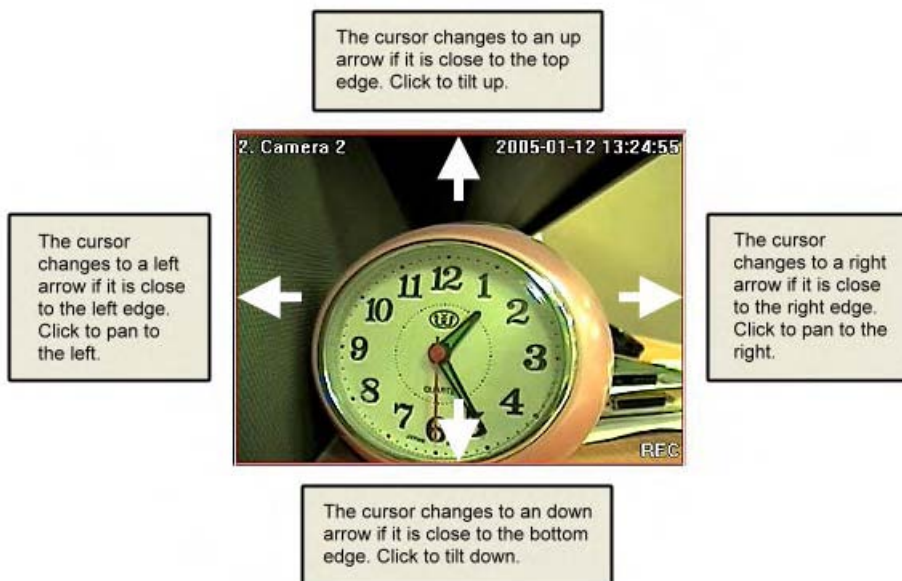 The cursor changes to an up
arrow if it is close to the top
edge. Click to tilt up.
2. Camera 2 2005-01-12 13:24:55
The cursor
changes to a left
arrow if it is close
to the left edge.
Click to pan to
the left.
12
11 1
10 2
9 3
8 4
7
6
QUARTZ
JAPAN
REC
The cursor
changes to a right
arrow if it is close
to the right edge.
Click to pan to the
right.
The cursor changes to an down
arrow if it is close to the bottom
edge. Click to tilt down.